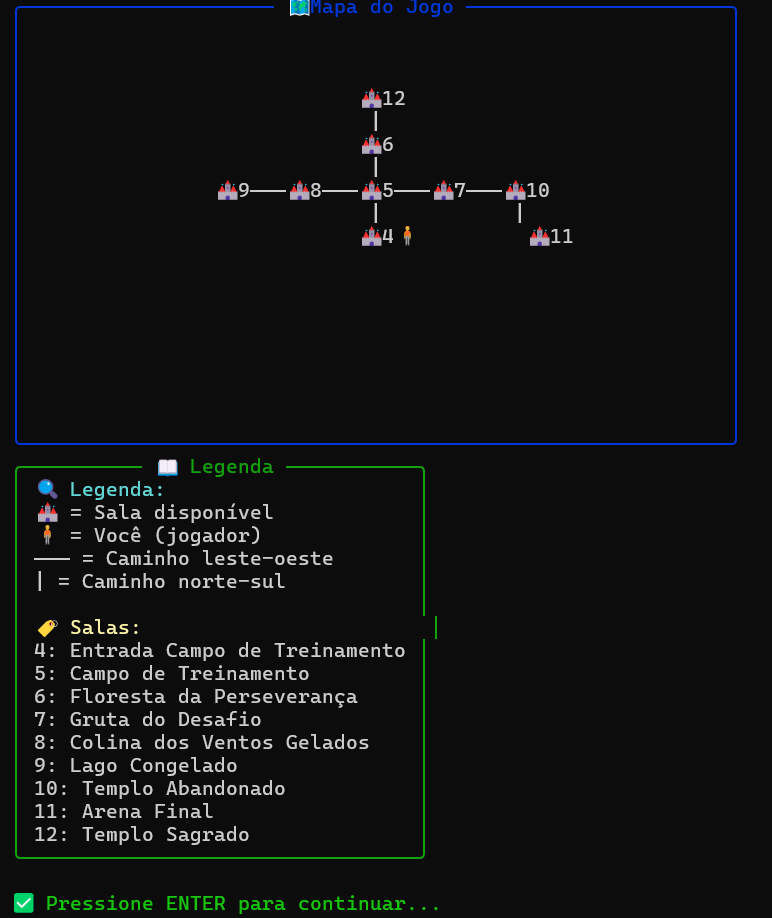 Mapa do Jogo
12
6
9 8 5 7 10
4 11
Legenda
Legenda:
= Sala disponível
= Você (jogador)
─── = Caminho leste-oeste
│ = Caminho norte-sul
Salas:
4: Entrada Campo de Treinamento
5: Campo de Treinamento
6: Floresta da Perseverança
7: Gruta do Desafio
8: Colina dos Ventos Gelados
9: Lago Congelado
10: Templo Abandonado
11: Arena Final
12: Templo Sagrado
Pressione ENTER para continuar...